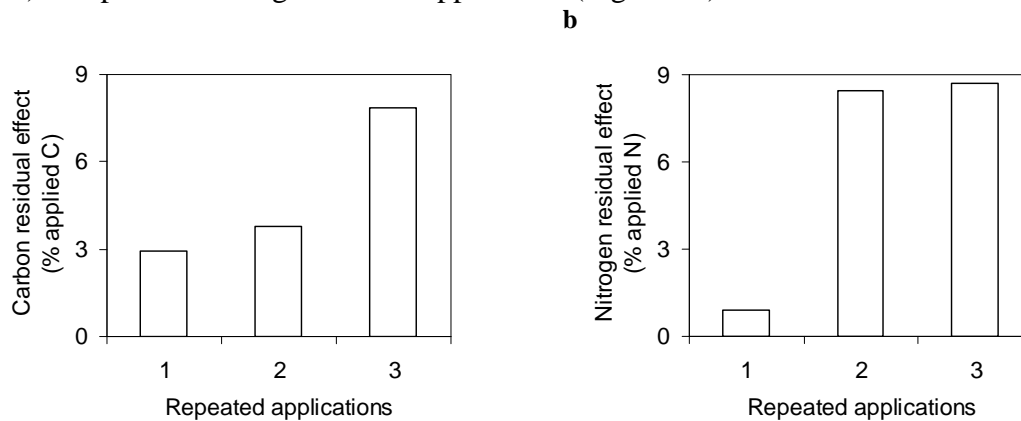 b
9
6
3
0
Carbon residual effect
(% applied C)
1 2 3
Repeated applications
9
6
3
0
Nitrogen residual effect
(% applied N)
1 2 3
Repeated applications